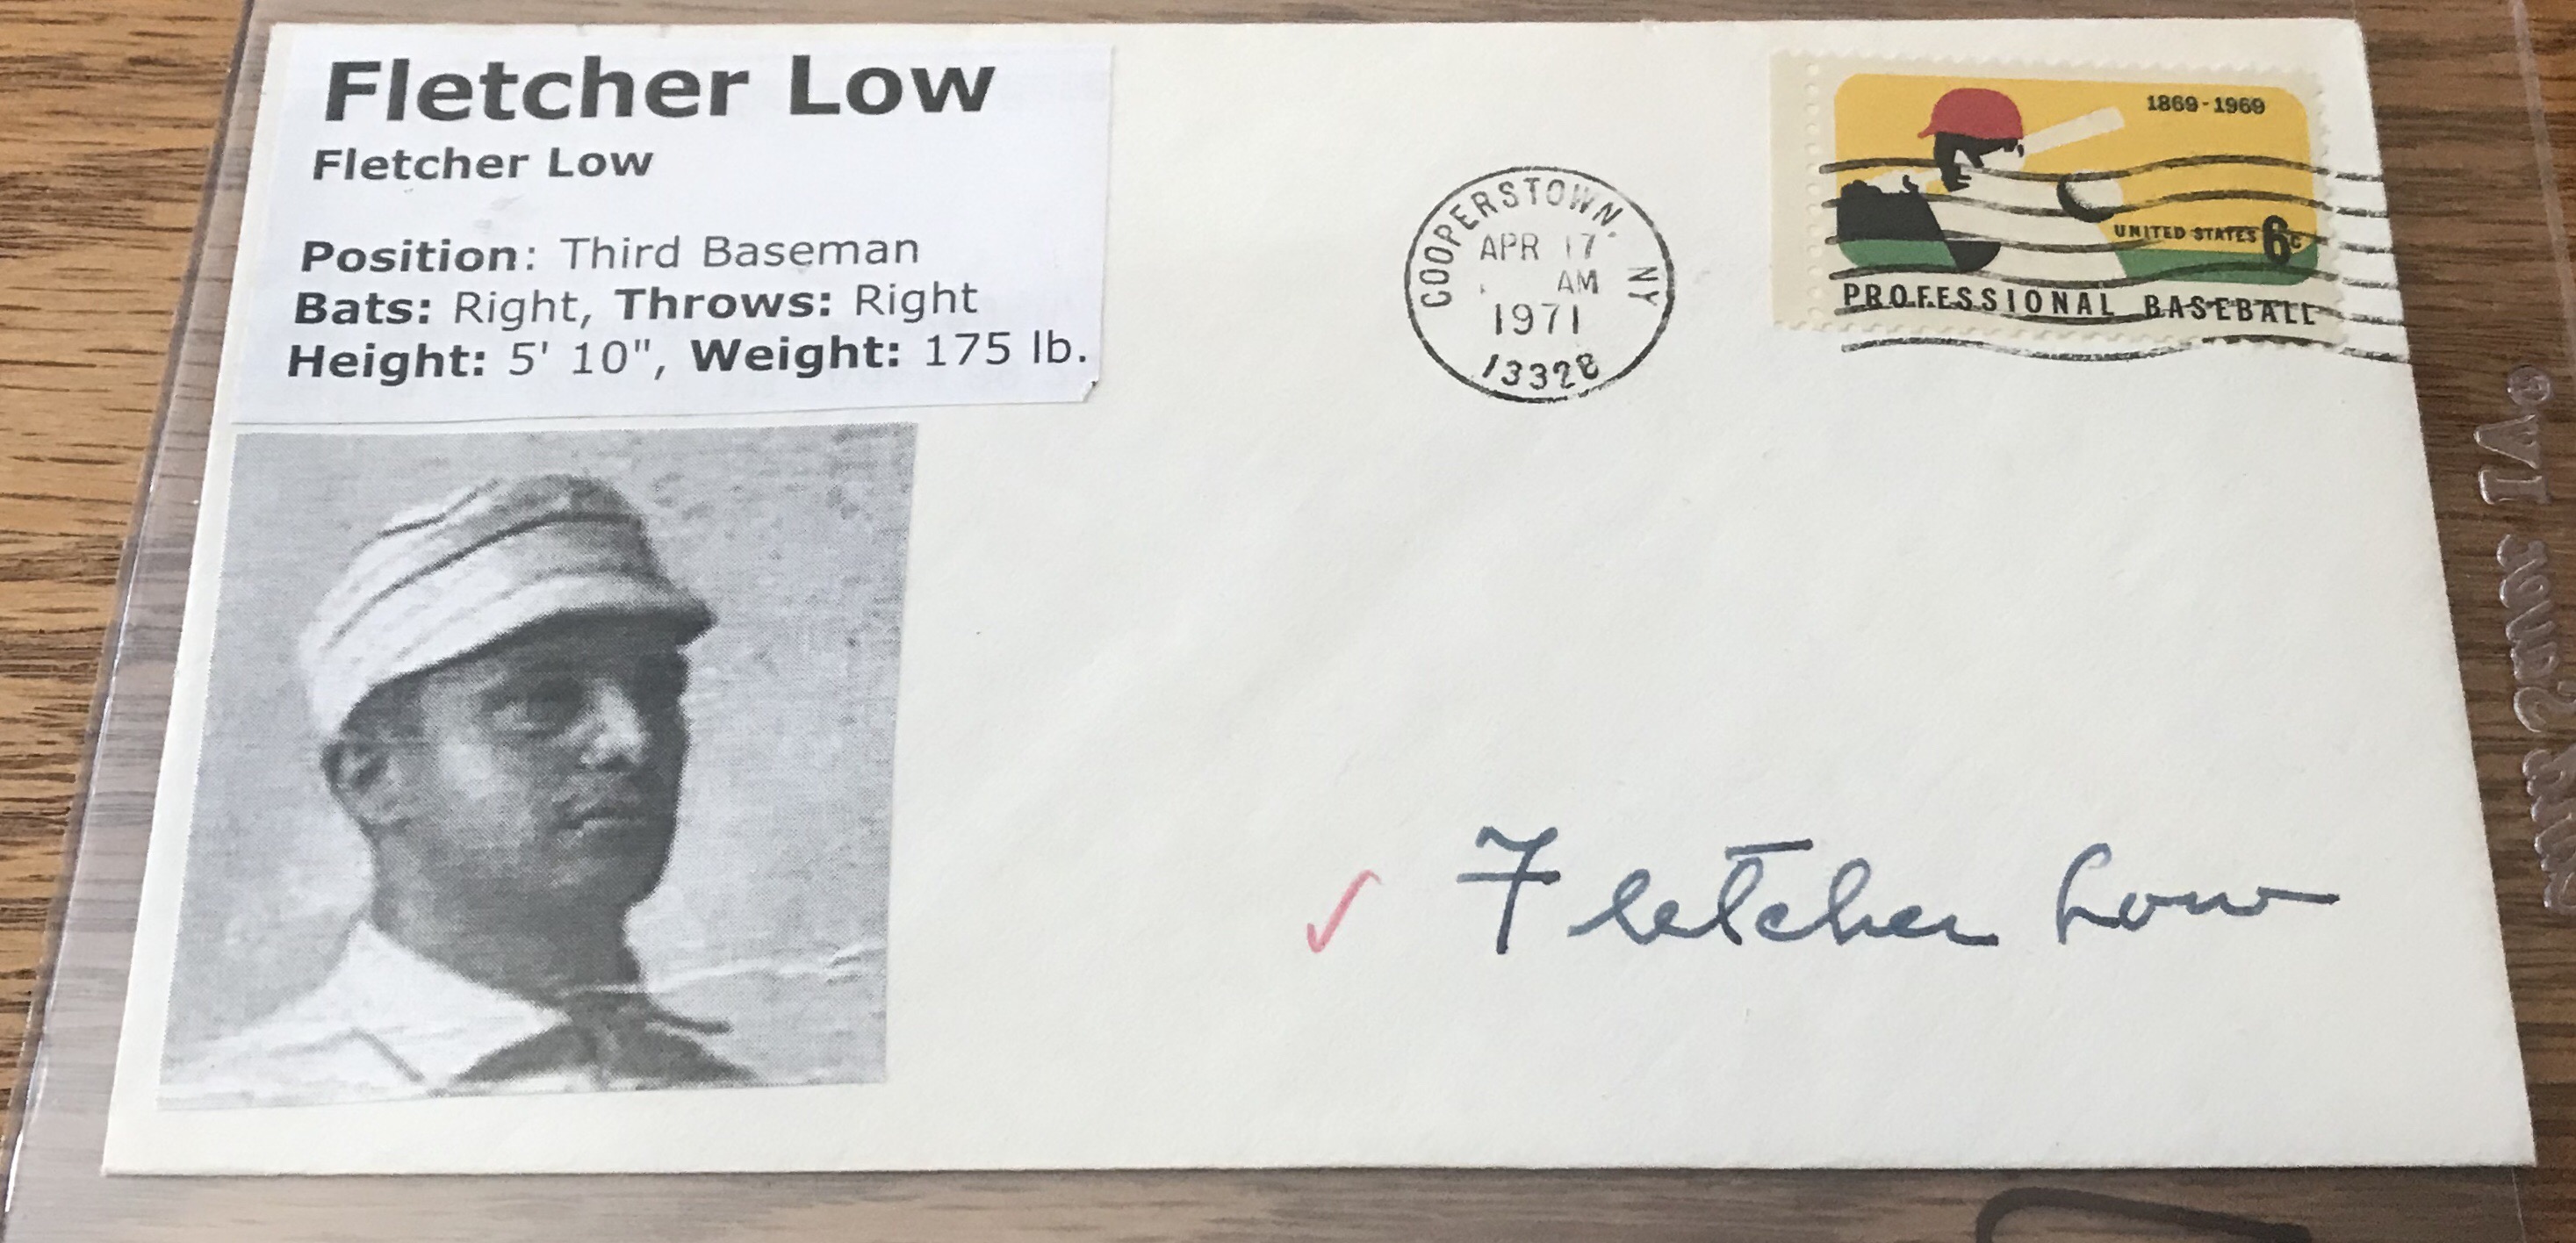 Fletcher Low
Fletcher Low
Position: Third Baseman
Bats: Right, Throws: Right
Height: 5' 10", Weight: 175 lb.
COOPERSTOWN, NY
APR 17
AM
1971
13328
1869-1969
UNITED STATES 6c
PROFESSIONAL BASEBALL
Fletcher Low